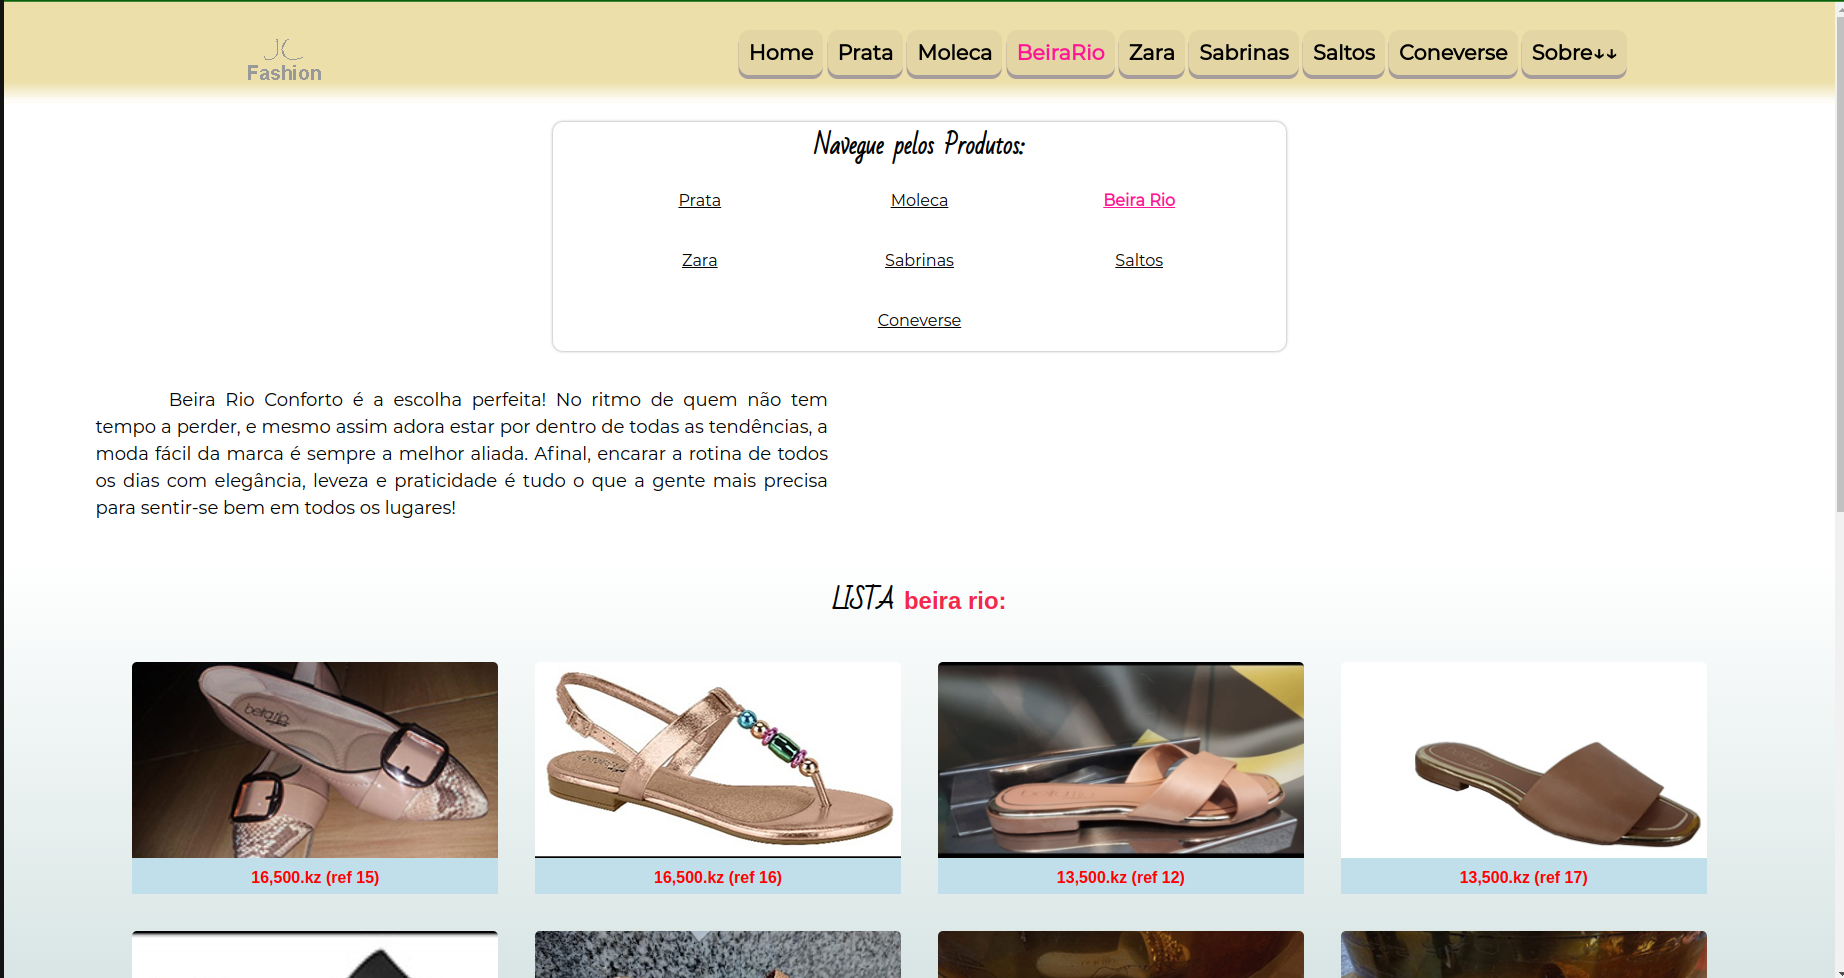 JC
Fashion
Home Prata Moleca BeiraRio Zara Sabrinas Saltos Coneverse Sobre↓↓
Navegue pelos Produtos:
Prata Moleca Beira Rio
Zara Sabrinas Saltos
Coneverse
Beira Rio Conforto é a escolha perfeita! No ritmo de quem não tem
tempo a perder, e mesmo assim adora estar por dentro de todas as tendências, a
moda fácil da marca é sempre a melhor aliada. Afinal, encarar a rotina de todos
os dias com elegância, leveza e praticidade é tudo o que a gente mais precisa
para sentir-se bem em todos os lugares!
LISTA beira rio:
beira rio
16,500.kz (ref 15) 16,500.kz (ref 16) 13,500.kz (ref 12) 13,500.kz (ref 17)